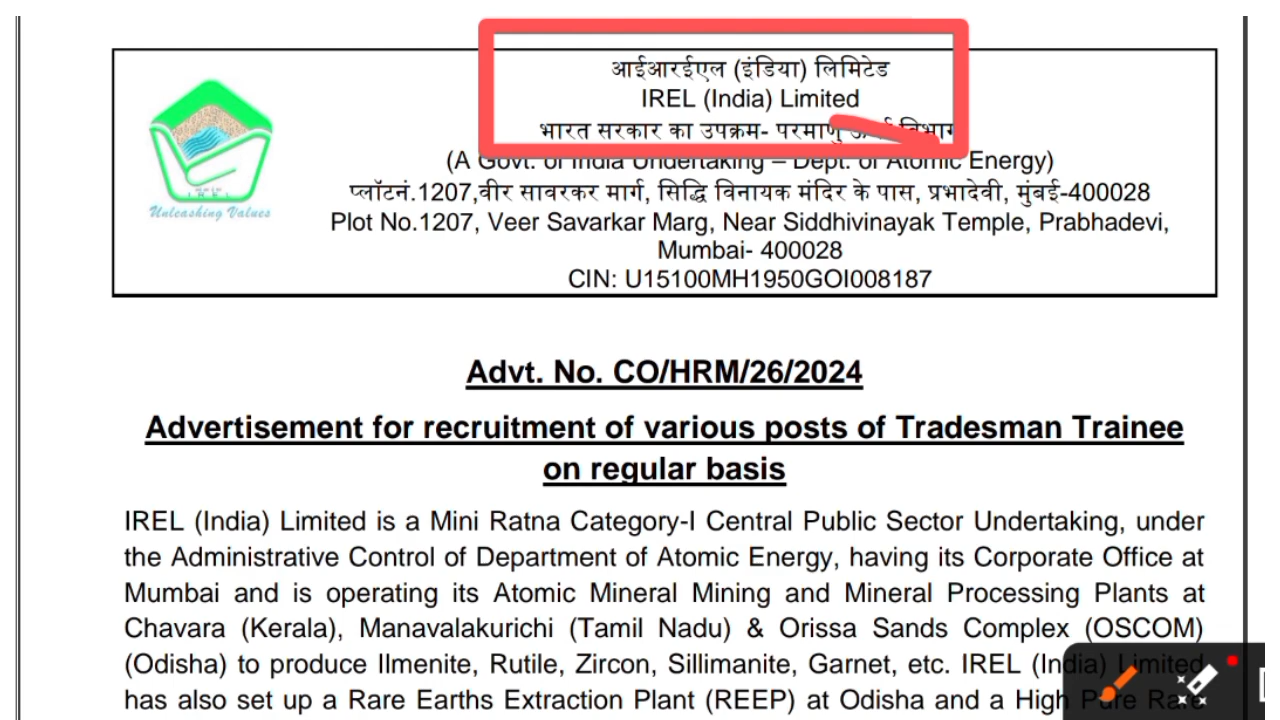 आईआरईएल (इंडिया) लिमिटेड
IREL (India) Limited
भारत सरकार का उपक्रम- परमाणु विभाग
(A Govt. of India Undertaking – Dept. of Atomic Energy)
प्लॉटनं.1207,वीर सावरकर मार्ग, सिद्धि विनायक मंदिर के पास, प्रभादेवी, मुंबई-400028
Plot No.1207, Veer Savarkar Marg, Near Siddhivinayak Temple, Prabhadevi,
Mumbai- 400028
CIN: U15100MH1950GOI008187
IREL
Unleashing Values
Advt. No. CO/HRM/26/2024
Advertisement for recruitment of various posts of Tradesman Trainee
on regular basis
IREL (India) Limited is a Mini Ratna Category-I Central Public Sector Undertaking, under
the Administrative Control of Department of Atomic Energy, having its Corporate Office at
Mumbai and is operating its Atomic Mineral Mining and Mineral Processing Plants at
Chavara (Kerala), Manavalakurichi (Tamil Nadu) & Orissa Sands Complex (OSCOM)
(Odisha) to produce Ilmenite, Rutile, Zircon, Sillimanite, Garnet, etc. IREL (India) Limited
has also set up a Rare Earths Extraction Plant (REEP) at Odisha and a High Pure Rare